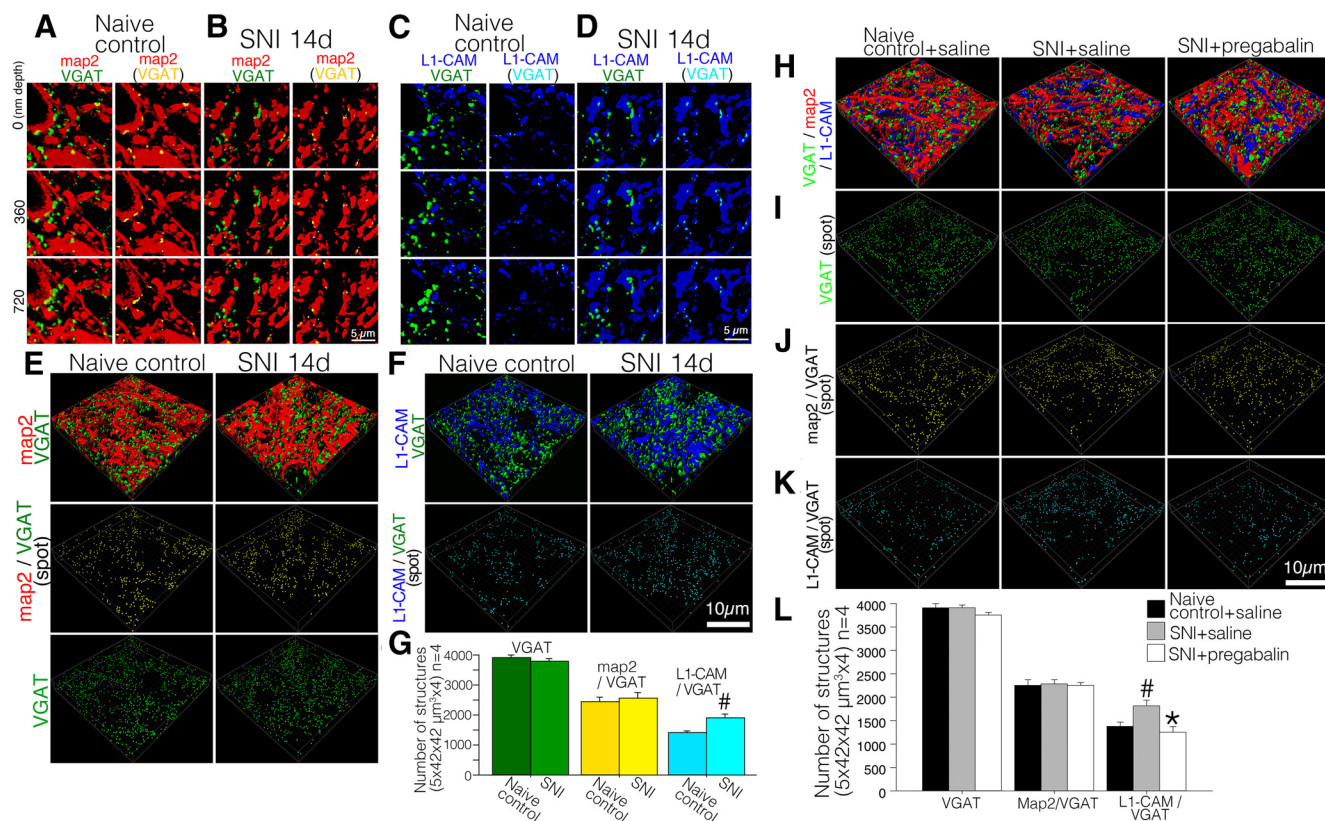 A
Naive
control
map2
VGAT
map2
(VGAT)
B
SNI 14d
map2
VGAT
map2
(VGAT)
0 (nm depth)
360
720
5 µm
C
Naive
control
L1-CAM
VGAT
L1-CAM
(VGAT)
D
SNI 14d
L1-CAM
VGAT
L1-CAM
(VGAT)
5 µm
E
Naive control
SNI 14d
map2
VGAT
map2 / VGAT
(spot)
VGAT
F
Naive control
SNI 14d
L1-CAM
VGAT
L1-CAM / VGAT
(spot)
10µm
G
Number of structures
(5x42x42 µm³x4) n=4
4000
3000
2000
1000
0
VGAT
map2
/ VGAT
L1-CAM
/ VGAT
#
Naive
control
SNI
Naive
control
SNI
Naive
control
SNI
Naive
control+saline
SNI+saline
SNI+pregabalin
H
VGAT / map2
/ L1-CAM
I
VGAT (spot)
J
map2 / VGAT
(spot)
K
L1-CAM / VGAT
(spot)
10µm
L
Number of structures
(5x42x42 µm³x4) n=4
4000
3500
3000
2500
2000
1500
1000
500
0
Naive
control+saline
SNI+saline
SNI+pregabalin
#
*
VGAT
Map2/VGAT
L1-CAM /
VGAT